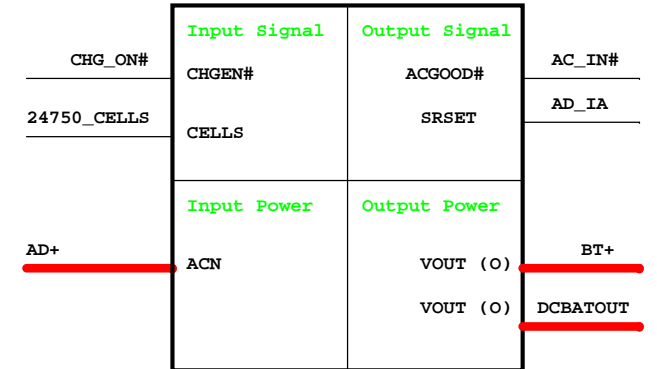 Input Signal Output Signal
CHG_ON# CHGEN# ACGOOD# AC_IN#
24750_CELLS CELLS SRSET AD_IA
Input Power Output Power
AD+ ACN VOUT (O) BT+
VOUT (O) DCBATOUT